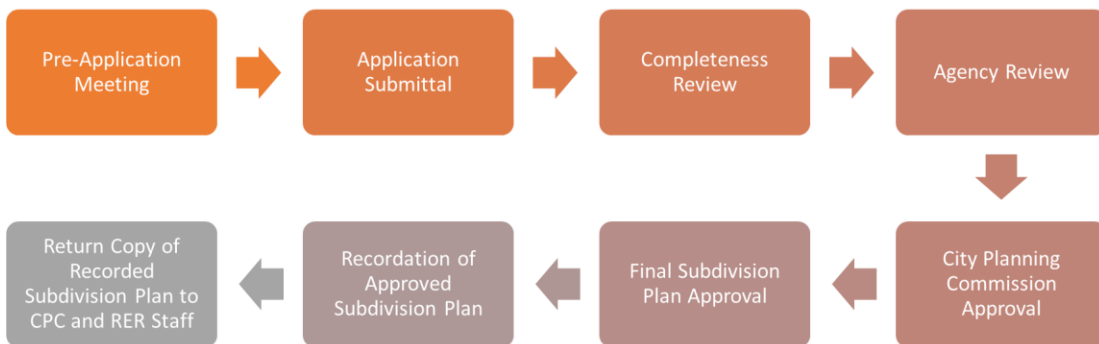 Pre-Application
Meeting
Application
Submittal
Completeness
Review
Agency Review
City Planning
Commission
Approval
Final Subdivision
Plan Approval
Recordation of
Approved
Subdivision Plan
Return Copy of
Recorded
Subdivision Plan to
CPC and RER Staff